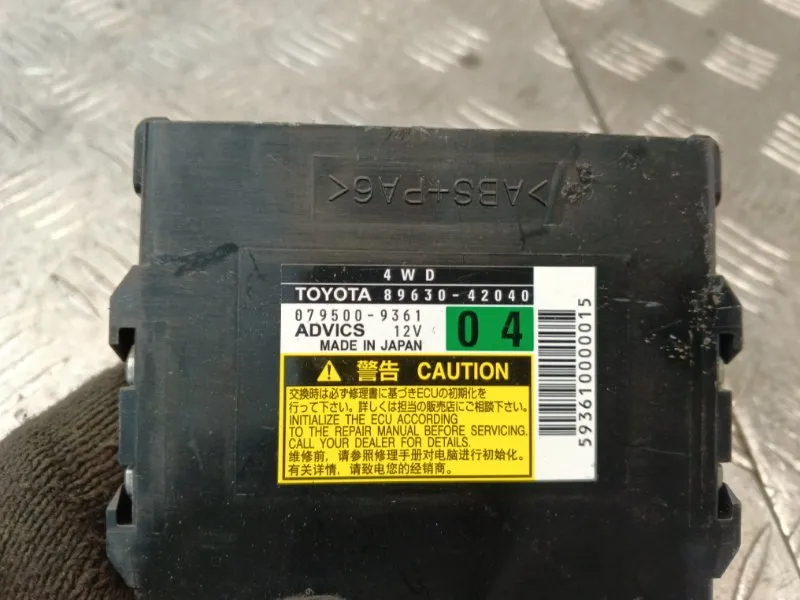 >ABS+PA6<
4WD
TOYOTA 89630-42040
079500-9361
ADVICS 12V
MADE IN JAPAN
04
警告 CAUTION
交換時は必ず修理書に基づきECUの初期化を
行って下さい。詳しくは担当の販売店にご相談下さい。
INITIALIZE THE ECU ACCORDING
TO THE REPAIR MANUAL BEFORE SERVICING.
CALL YOUR DEALER FOR DETAILS.
维修前，请参照修理手册对电脑进行初始化。
有关详情，请致电您的经销商。
593610000015